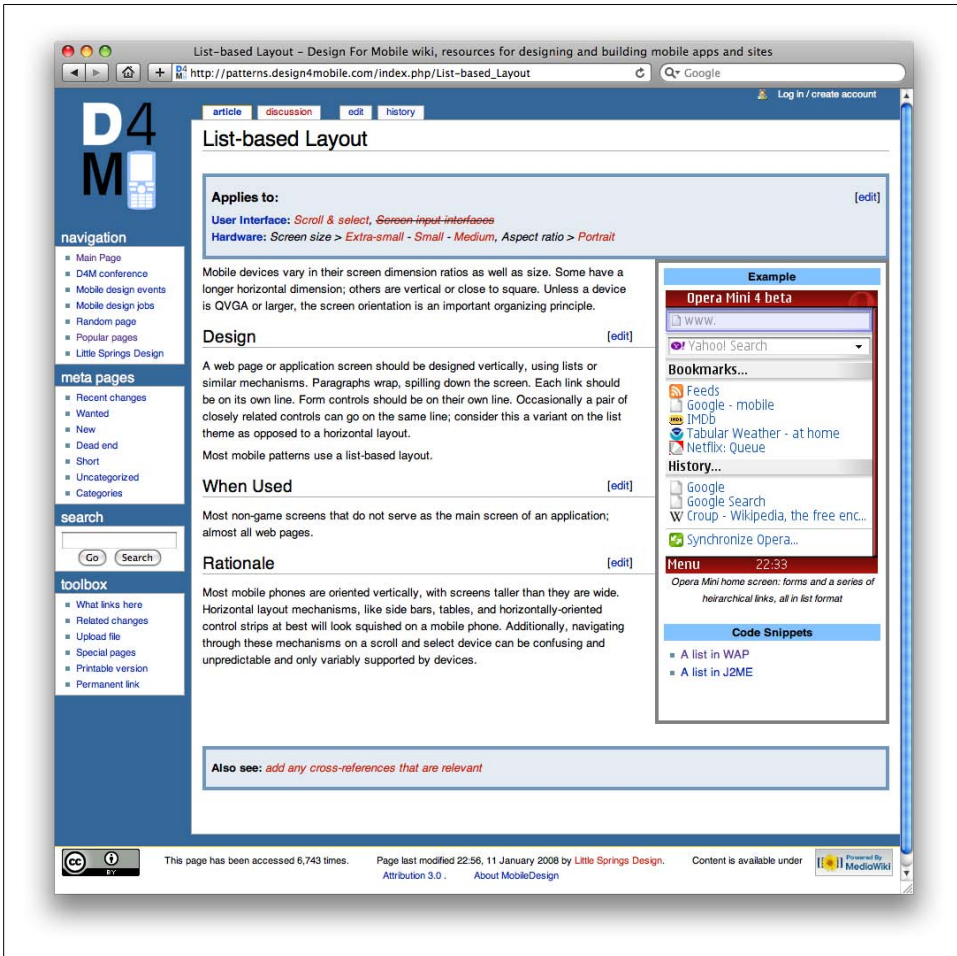 List-based Layout – Design For Mobile wiki, resources for designing and building mobile apps and sites
http://patterns.design4mobile.com/index.php/List-based_Layout
Google
Log in / create account
D4
M
article discussion edit history
List-based Layout
Applies to: [edit]
User Interface: Scroll & select, Screen input interfaces
Hardware: Screen size > Extra-small - Small - Medium, Aspect ratio > Portrait
navigation
Main Page
D4M conference
Mobile design events
Mobile design jobs
Random page
Popular pages
Little Springs Design
meta pages
Recent changes
Wanted
New
Dead end
Short
Uncategorized
Categories
search
Go Search
toolbox
What links here
Related changes
Upload file
Special pages
Printable version
Permanent link
Mobile devices vary in their screen dimension ratios as well as size. Some have a
longer horizontal dimension; others are vertical or close to square. Unless a device
is QVGA or larger, the screen orientation is an important organizing principle.
Design [edit]
A web page or application screen should be designed vertically, using lists or
similar mechanisms. Paragraphs wrap, spilling down the screen. Each link should
be on its own line. Form controls should be on their own line. Occasionally a pair of
closely related controls can go on the same line; consider this a variant on the list
theme as opposed to a horizontal layout.
Most mobile patterns use a list-based layout.
When Used [edit]
Most non-game screens that do not serve as the main screen of an application;
almost all web pages.
Rationale [edit]
Most mobile phones are oriented vertically, with screens taller than they are wide.
Horizontal layout mechanisms, like side bars, tables, and horizontally-oriented
control strips at best will look squished on a mobile phone. Additionally, navigating
through these mechanisms on a scroll and select device can be confusing and
unpredictable and only variably supported by devices.
Example
Opera Mini 4 beta
www.
Yahoo! Search
Bookmarks...
Feeds
Google - mobile
IMDb
Tabular Weather - at home
Netflix: Queue
History...
Google
Google Search
W Croup - Wikipedia, the free enc...
Synchronize Opera...
Menu 22:33
Opera Mini home screen: forms and a series of
heirarchical links, all in list format
Code Snippets
A list in WAP
A list in J2ME
Also see: add any cross-references that are relevant
cc BY
This page has been accessed 6,743 times. Page last modified 22:56, 11 January 2008 by Little Springs Design. Content is available under
Attribution 3.0 . About MobileDesign
Powered By
MediaWiki